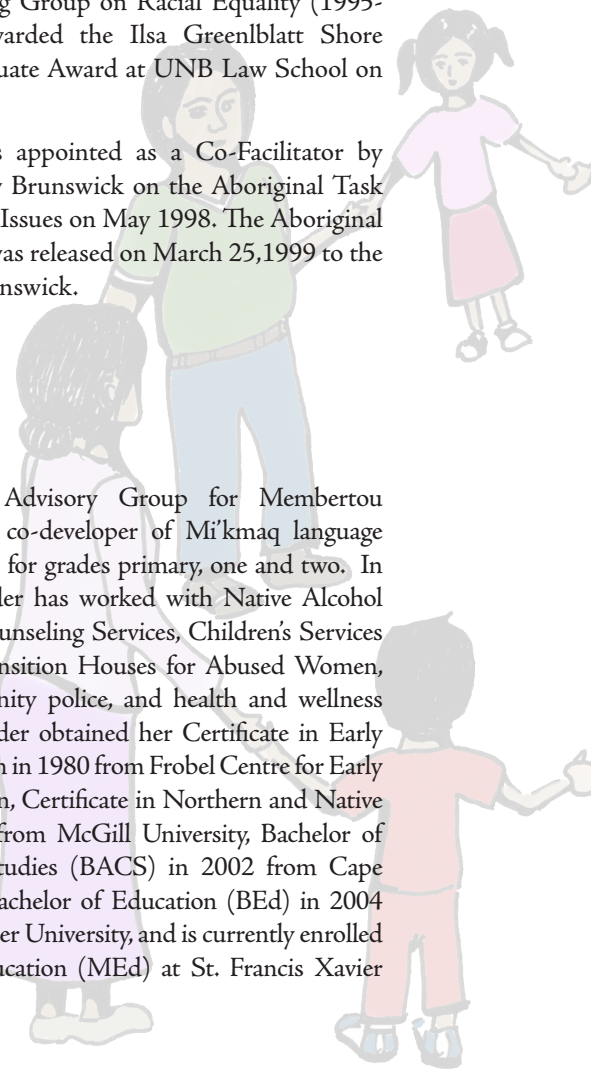 g Group on Racial Equality (1995-
warded the Ilsa Greenlblatt Shore
uate Award at UNB Law School on
s appointed as a Co-Facilitator by
Brunswick on the Aboriginal Task
Issues on May 1998. The Aboriginal
was released on March 25,1999 to the
nswick.
Advisory Group for Membertou
co-developer of Mi’kmaq language
for grades primary, one and two. In
der has worked with Native Alcohol
unseling Services, Children’s Services
nsition Houses for Abused Women,
nity police, and health and wellness
der obtained her Certificate in Early
h in 1980 from Frobel Centre for Early
n, Certificate in Northern and Native
from McGill University, Bachelor of
tudies (BACS) in 2002 from Cape
achelor of Education (BEd) in 2004
er University, and is currently enrolled
ucation (MEd) at St. Francis Xavier